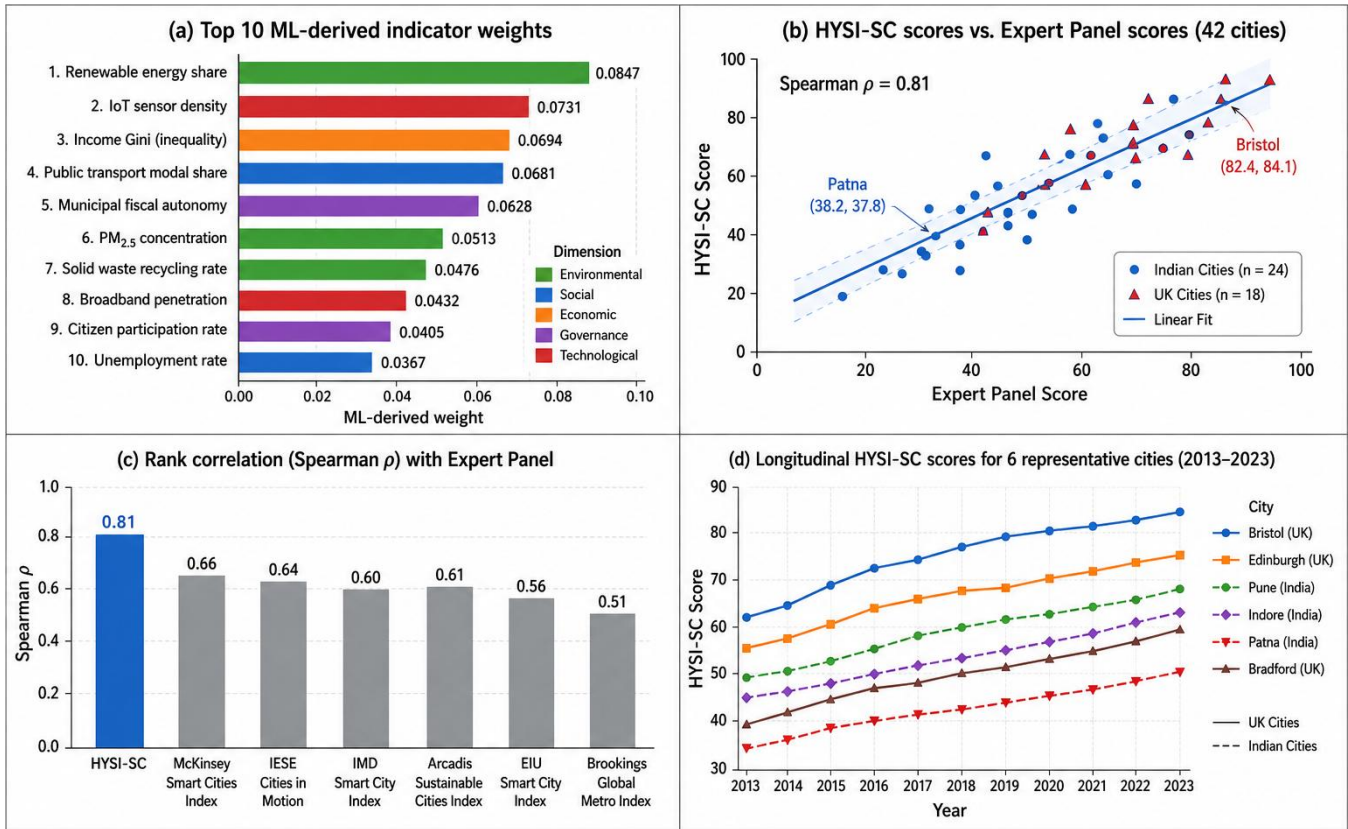 (a) Top 10 ML-derived indicator weights
1. Renewable energy share
0.0847
2. IoT sensor density
0.0731
3. Income Gini (inequality)
0.0694
4. Public transport modal share
0.0681
5. Municipal fiscal autonomy
0.0628
6. PM2.5 concentration
0.0513
7. Solid waste recycling rate
0.0476
8. Broadband penetration
0.0432
9. Citizen participation rate
0.0405
10. Unemployment rate
0.0367
Dimension
Environmental
Social
Economic
Governance
Technological
0.00 0.02 0.04 0.06 0.08 0.10
ML-derived weight
(b) HYSI-SC scores vs. Expert Panel scores (42 cities)
HYSI-SC Score
100
80
60
40
20
0
Spearman ρ = 0.81
Patna
(38.2, 37.8)
Bristol
(82.4, 84.1)
Indian Cities (n = 24)
UK Cities (n = 18)
Linear Fit
0 20 40 60 80 100
Expert Panel Score
(c) Rank correlation (Spearman ρ) with Expert Panel
Spearman ρ
1.0
0.8
0.6
0.4
0.2
0.0
0.81
0.66
0.64
0.60
0.61
0.56
0.51
HYSI-SC
McKinsey
Smart Cities
Index
IESE
Cities in
Motion
IMD
Smart City
Index
Arcadis
Sustainable
Cities Index
EIU
Smart City
Index
Brookings
Global
Metro Index
(d) Longitudinal HYSI-SC scores for 6 representative cities (2013–2023)
HYSI-SC Score
90
80
70
60
50
40
30
2013 2014 2015 2016 2017 2018 2019 2020 2021 2022 2023
Year
City
Bristol (UK)
Edinburgh (UK)
Pune (India)
Indore (India)
Patna (India)
Bradford (UK)
UK Cities
Indian Cities